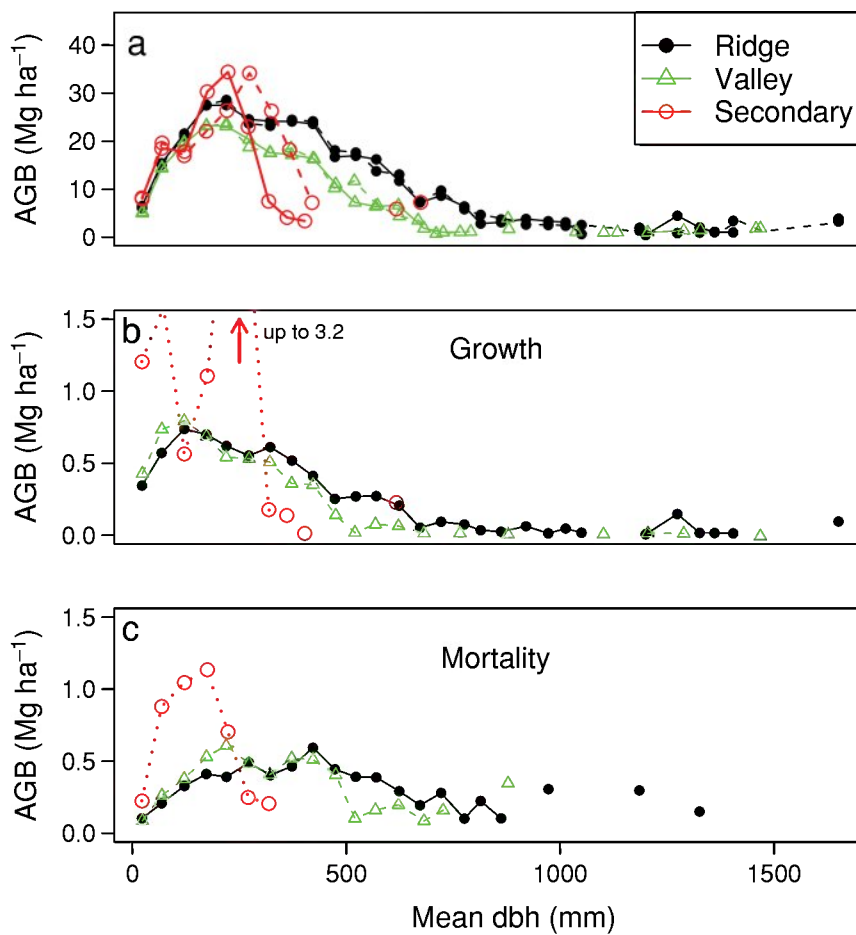 a
AGB (Mg ha⁻¹)
40
30
20
10
0
Ridge
Valley
Secondary
b
up to 3.2
Growth
AGB (Mg ha⁻¹)
1.5
1.0
0.5
0.0
c
Mortality
AGB (Mg ha⁻¹)
1.5
1.0
0.5
0.0
0 500 1000 1500
Mean dbh (mm)